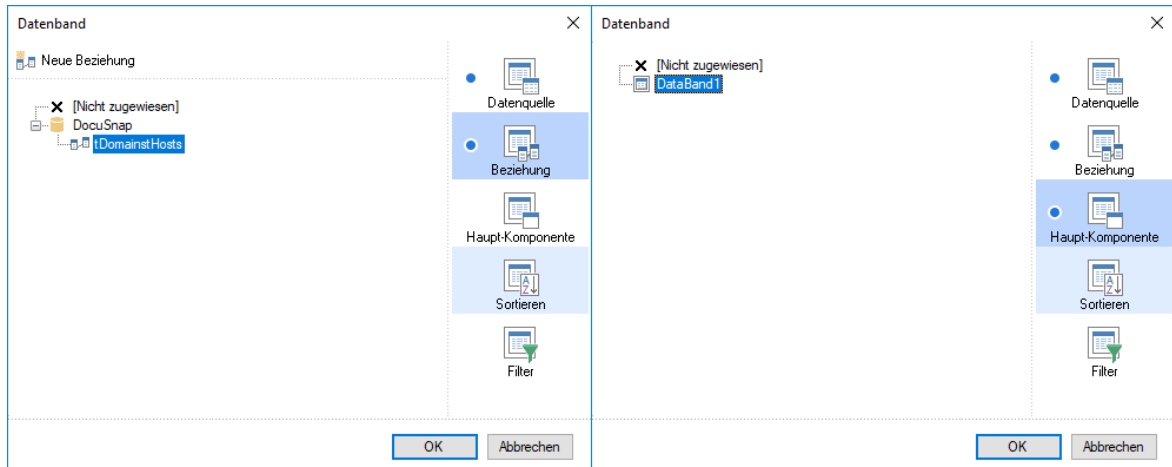 Datenband
Neue Beziehung
[Nicht zugewiesen]
DocuSnap
tDomainstHosts
Datenquelle
Beziehung
Haupt-Komponente
Sortieren
Filter
OK
Abbrechen
Datenband
[Nicht zugewiesen]
DataBand1
Datenquelle
Beziehung
Haupt-Komponente
Sortieren
Filter
OK
Abbrechen